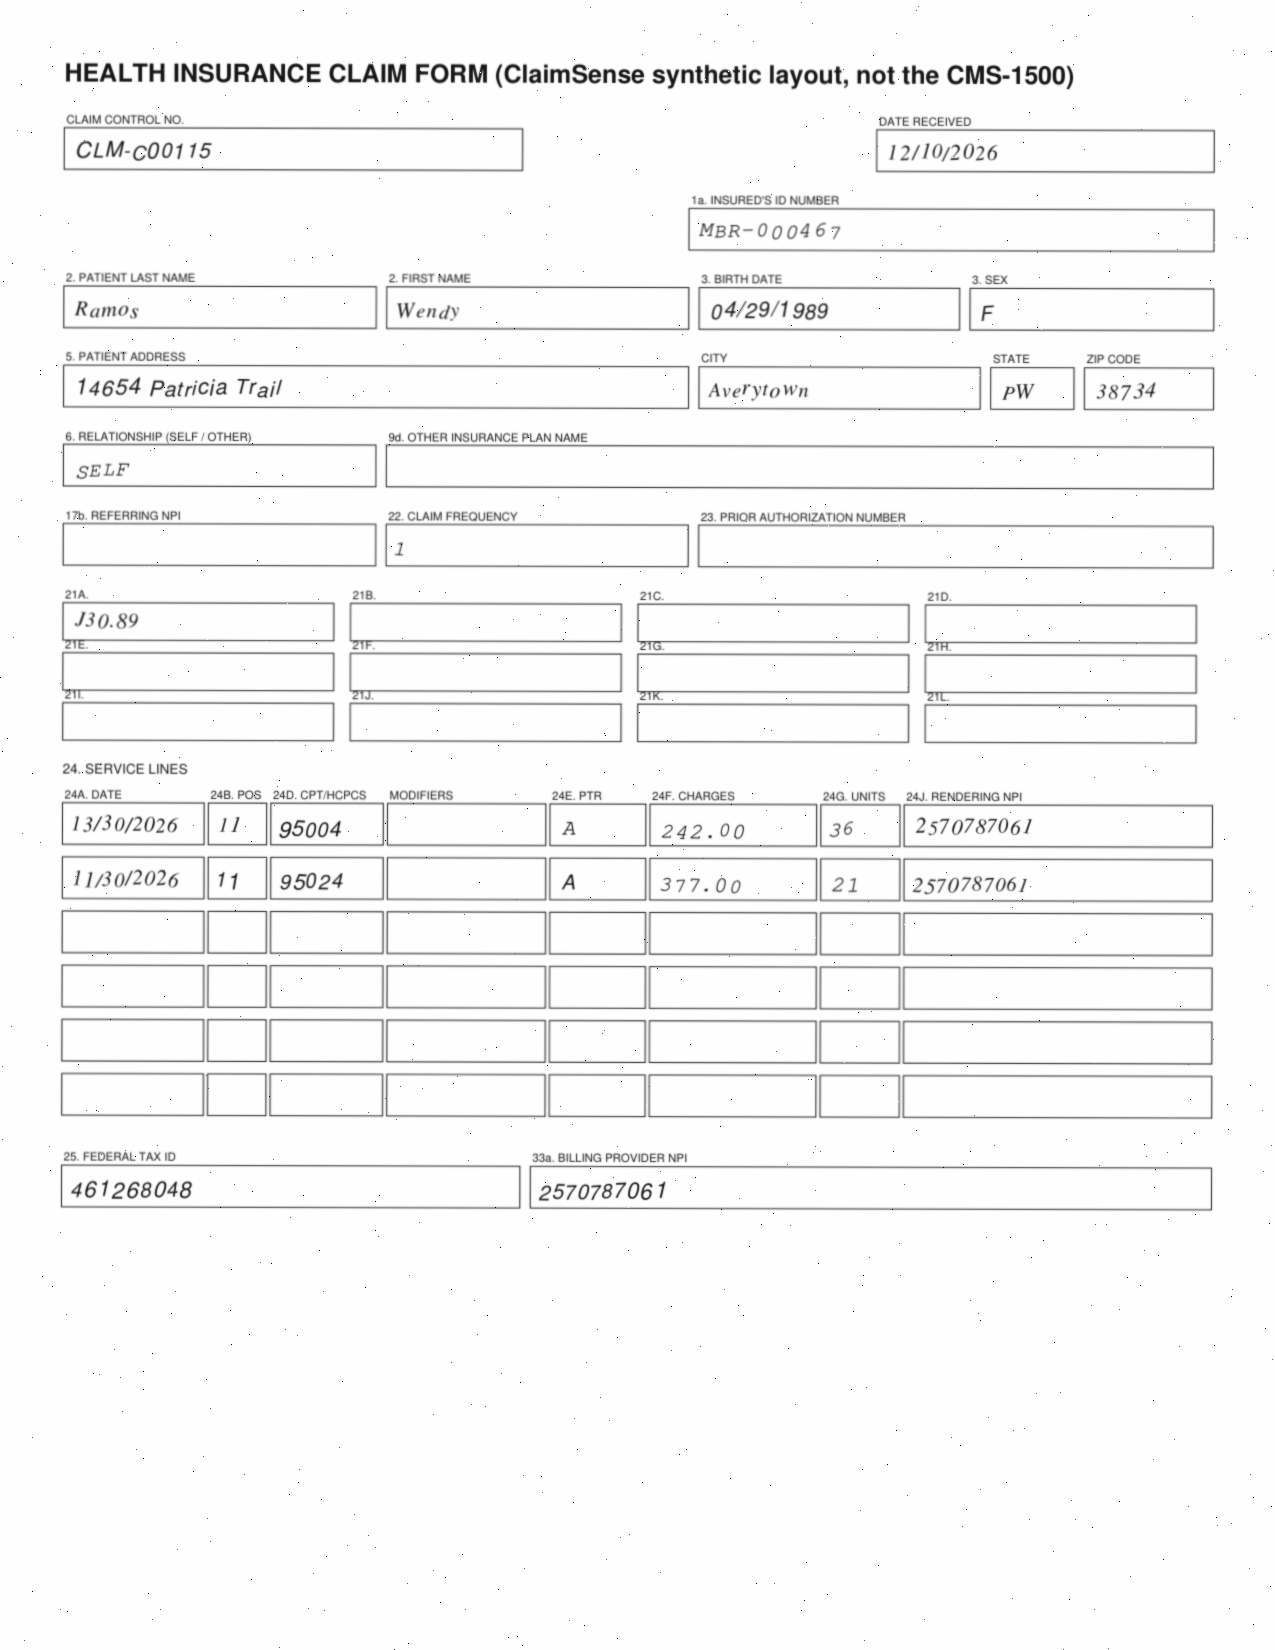 HEALTH INSURANCE CLAIM FORM (ClaimSense synthetic layout, not the CMS-1500)
CLAIM CONTROL NO. DATE RECEIVED
CLM-C00115 12/10/2026
1a. INSURED'S ID NUMBER
MBR-000467
2. PATIENT LAST NAME 2. FIRST NAME 3. BIRTH DATE 3. SEX
Ramos Wendy 04/29/1989 F
5. PATIENT ADDRESS CITY STATE ZIP CODE
14654 Patricia Trail Averytown PW 38734
6. RELATIONSHIP (SELF / OTHER) 9d. OTHER INSURANCE PLAN NAME
SELF
17b. REFERRING NPI 22. CLAIM FREQUENCY 23. PRIOR AUTHORIZATION NUMBER
1
21A. 21B. 21C. 21D.
J30.89
21E. 21F. 21G. 21H.
21I. 21J. 21K. 21L.
24. SERVICE LINES
24A. DATE 24B. POS 24D. CPT/HCPCS MODIFIERS 24E. PTR 24F. CHARGES 24G. UNITS 24J. RENDERING NPI
13/30/2026 11 95004 A 242.00 36 2570787061
11/30/2026 11 95024 A 377.00 21 2570787061
25. FEDERAL TAX ID 33a. BILLING PROVIDER NPI
461268048 2570787061